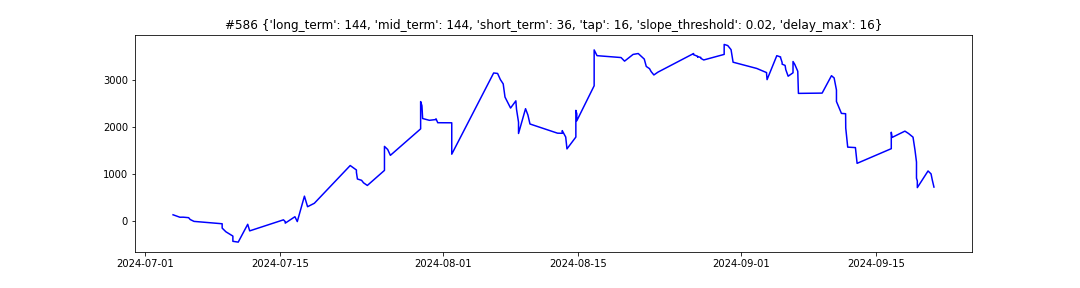 #586 {'long_term': 144, 'mid_term': 144, 'short_term': 36, 'tap': 16, 'slope_threshold': 0.02, 'delay_max': 16}
3000
2000
1000
0
2024-07-01 2024-07-15 2024-08-01 2024-08-15 2024-09-01 2024-09-15